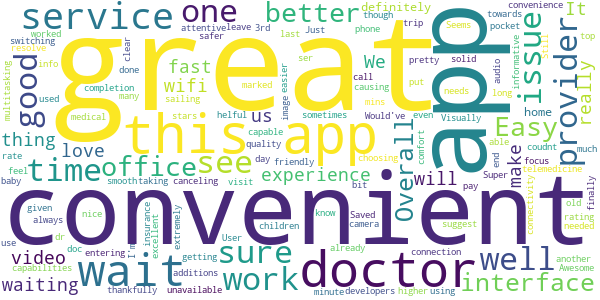 service
one
better
attentive
though
definitely
towards
convenience
switching
worked
leave
3rd
trip
pocket
It
top
resolve
safer
Just
phone
pretty
solid
great
app
issue
provider
many
info
clear
last
We
put
good
fast
wifi
ser
call
causing
informative
still
really
multitasking
completion
done
easier
image
sometimes
mins
Seems
used
marked
us
Would've
needs
long
helful
even
Visually
thing
medical
sailing
stars
quality
this
app
Easy
home
rate
love
capable
day
friendly
choosing
end
able
much
feel
time
office
see
experience
Overall
will
make
Super
couldnt
focus
telemedicine
baby
smoothtaking
canceling
visit
bit
pay
comfort
connectivity
finally
given
dr
nice
Saved
children
know
suggest
old
rating
needed
always
doc
insurance
excellent
extremely
camera
already
another
Awesome
convenient
wait
sure
work
doctor
well
interface
use
I'm
entering
User
getting
connection
video
waiting
capabilities
thankfully
additions
unavailable
minute
developers
higher
using
audio